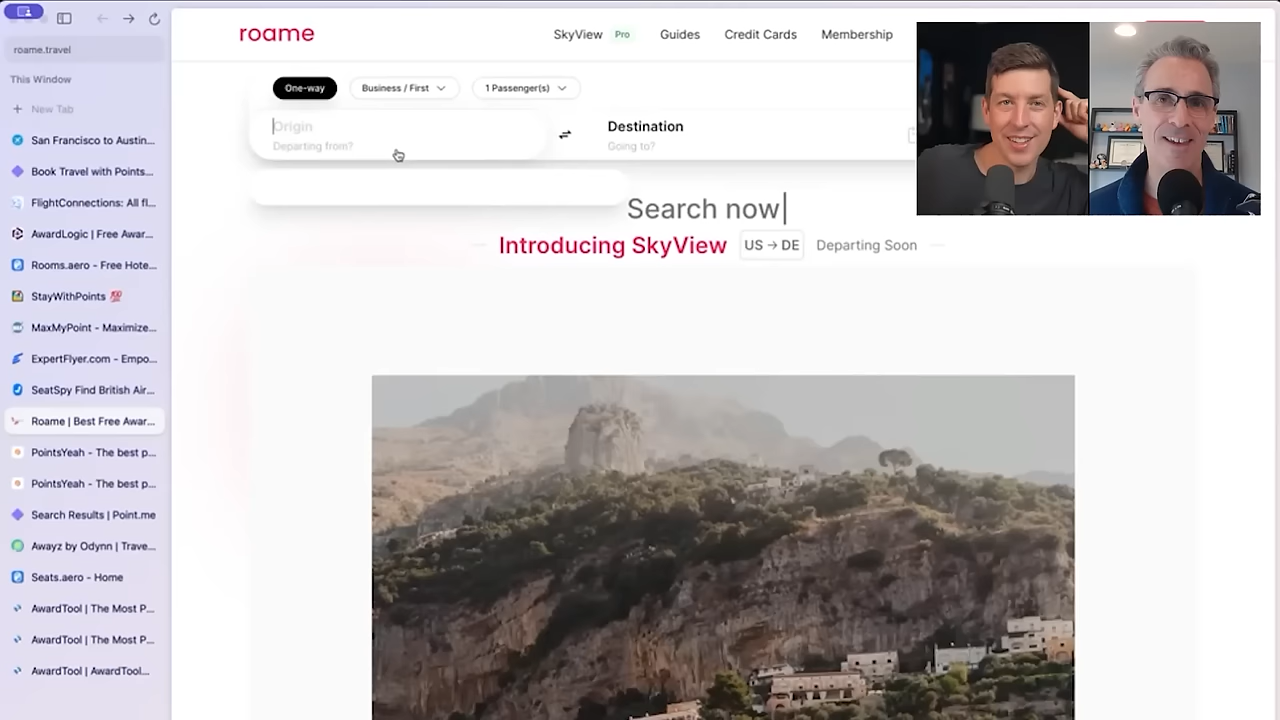 roame.travel
This Window
New Tab
San Francisco to Austin...
Book Travel with Points...
FlightConnections: All fl...
AwardLogic | Free Awar...
Rooms.aero - Free Hote...
StayWithPoints 💯
MaxMyPoint - Maximize...
ExpertFlyer.com - Empo...
SeatSpy Find British Air...
Roame | Best Free Awar...
PointsYeah - The best p...
PointsYeah - The best p...
Search Results | Point.me
Awayz by Odynn | Trave...
Seats.aero - Home
AwardTool | The Most P...
AwardTool | The Most P...
AwardTool | AwardTool...
roame
SkyView Pro Guides Credit Cards Membership
One-way Business / First 1 Passenger(s)
Origin
Departing from?
Destination
Going to?
Search now
Introducing SkyView US → DE Departing Soon